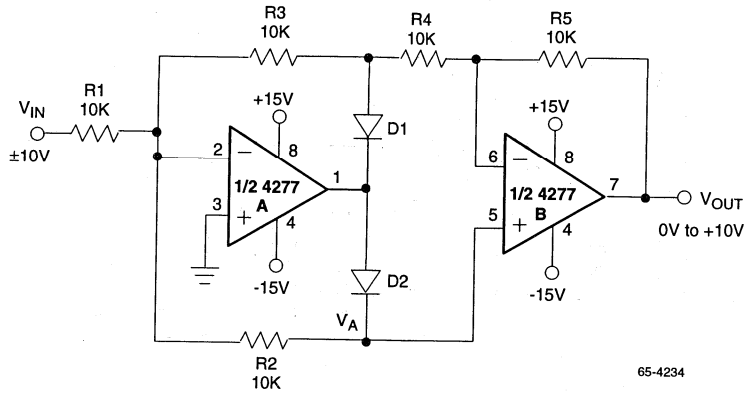 R3
10K
R4
10K
R5
10K
R1
10K
VIN
±10V
+15V
D1
+15V
2
−
8
1
1/2 4277
A
3
+
4
-15V
6
−
8
7
1/2 4277
B
5
+
4
-15V
VOUT
0V to +10V
D2
VA
R2
10K
65-4234